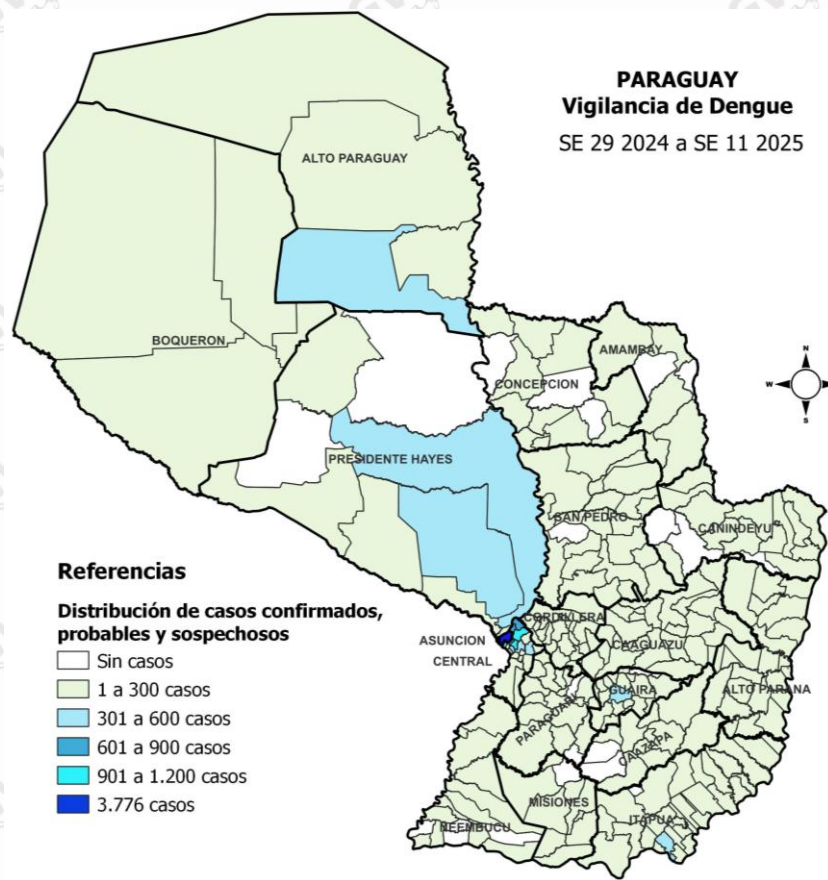 PARAGUAY
Vigilancia de Dengue
SE 29 2024 a SE 11 2025
ALTO PARAGUAY
BOQUERON
AMAMBAY
CONCEPCION
N
W
S
PRESIDENTE HAYES
SAN PEDRO
CANINDEYU
CORDILLERA
ASUNCION
CENTRAL
CAAGUAZU
GUAIRA
ALTO PARANA
PARAGUARI
CAAZAPA
MISIONES
ITAPUA
ÑEEMBUCU
Referencias
Distribución de casos confirmados,
probables y sospechosos
Sin casos
1 a 300 casos
301 a 600 casos
601 a 900 casos
901 a 1.200 casos
3.776 casos